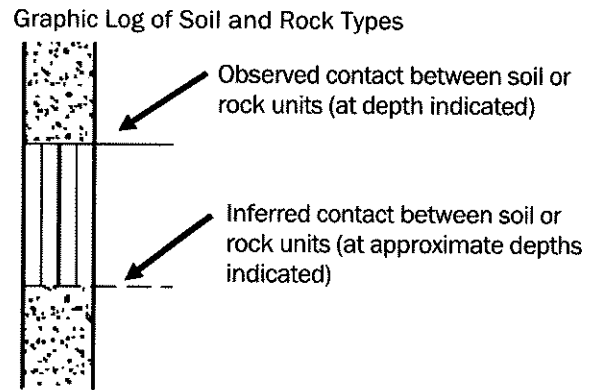 Graphic Log of Soil and Rock Types
Observed contact between soil or
rock units (at depth indicated)
Inferred contact between soil or
rock units (at approximate depths
indicated)